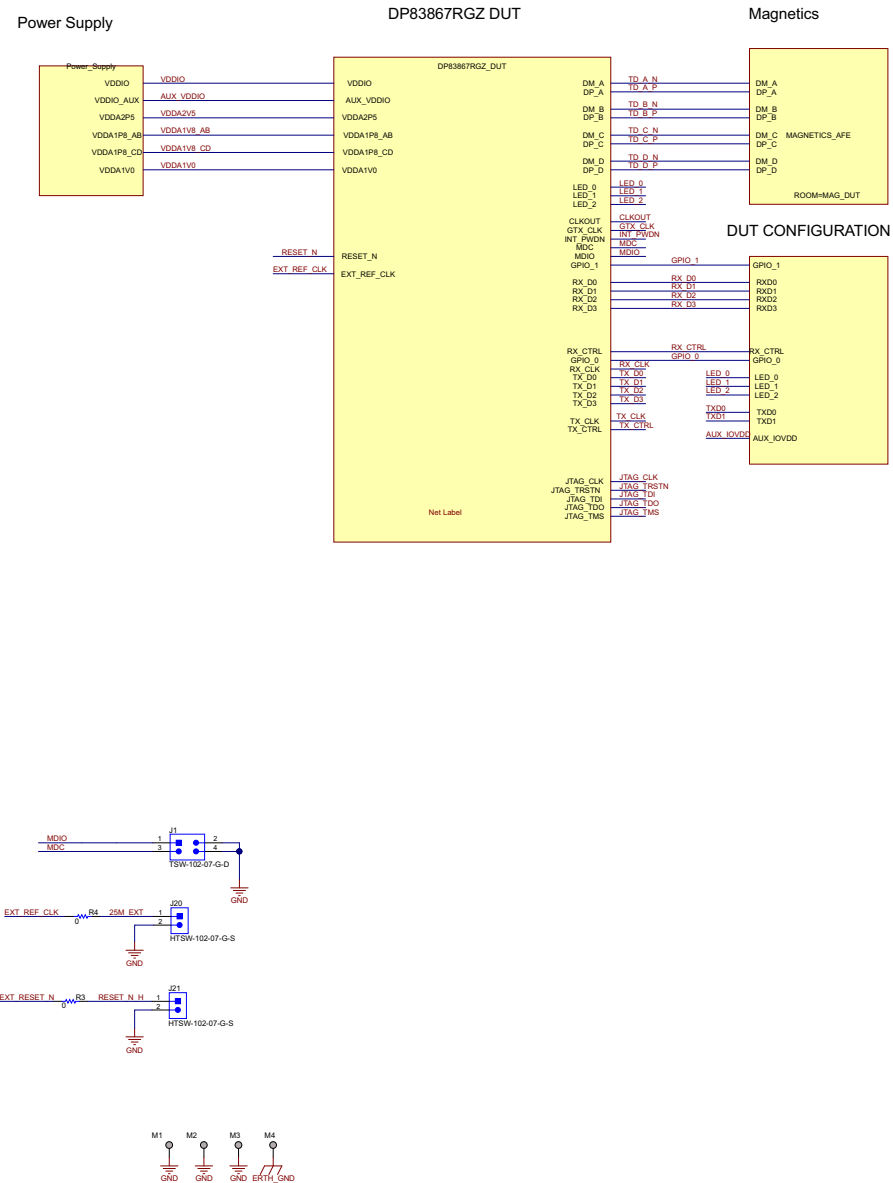 Power Supply
DP83867RGZ DUT
Magnetics
Power_Supply
VDDIO
VDDIO_AUX
VDDA2P5
VDDA1P8_AB
VDDA1P8_CD
VDDA1V0
VDDIO
AUX_VDDIO
VDDA2V5
VDDA1V8_AB
VDDA1V8_CD
VDDA1V0
RESET_N
EXT_REF_CLK
DP83867RGZ_DUT
VDDIO
AUX_VDDIO
VDDA2P5
VDDA1P8_AB
VDDA1P8_CD
VDDA1V0
RESET_N
EXT_REF_CLK
DM_A
DP_A
DM_B
DP_B
DM_C
DP_C
DM_D
DP_D
LED_0
LED_1
LED_2
CLKOUT
GTX_CLK
INT_PWDN
MDC
MDIO
GPIO_1
RX_D0
RX_D1
RX_D2
RX_D3
RX_CTRL
GPIO_0
RX_CLK
TX_D0
TX_D1
TX_D2
TX_D3
TX_CLK
TX_CTRL
JTAG_CLK
JTAG_TRSTN
JTAG_TDI
JTAG_TDO
JTAG_TMS
Net Label
TD_A_N
TD_A_P
TD_B_N
TD_B_P
TD_C_N
TD_C_P
TD_D_N
TD_D_P
LED_0
LED_1
LED_2
CLKOUT
GTX_CLK
INT_PWDN
MDC
MDIO
GPIO_1
RX_D0
RX_D1
RX_D2
RX_D3
RX_CTRL
GPIO_0
RX_CLK
TX_D0
TX_D1
TX_D2
TX_D3
TX_CLK
TX_CTRL
JTAG_CLK
JTAG_TRSTN
JTAG_TDI
JTAG_TDO
JTAG_TMS
DM_A
DP_A
DM_B
DP_B
DM_C
DP_C
DM_D
DP_D
MAGNETICS_AFE
ROOM=MAG_DUT
DUT CONFIGURATION
GPIO_1
RXD0
RXD1
RXD2
RXD3
RX_CTRL
GPIO_0
LED_0
LED_1
LED_2
TXD0
TXD1
AUX_IOVDD
LED_0
LED_1
LED_2
TXD0
TXD1
AUX_IOVDD
J1
MDIO 1 2
MDC 3 4
TSW-102-07-G-D
GND
J20
EXT_REF_CLK R4 25M_EXT 1
0 2
HTSW-102-07-G-S
GND
J21
EXT_RESET_N R3 RESET_N_H 1
0 2
HTSW-102-07-G-S
GND
M1 M2 M3 M4
GND GND GND ERTH_GND